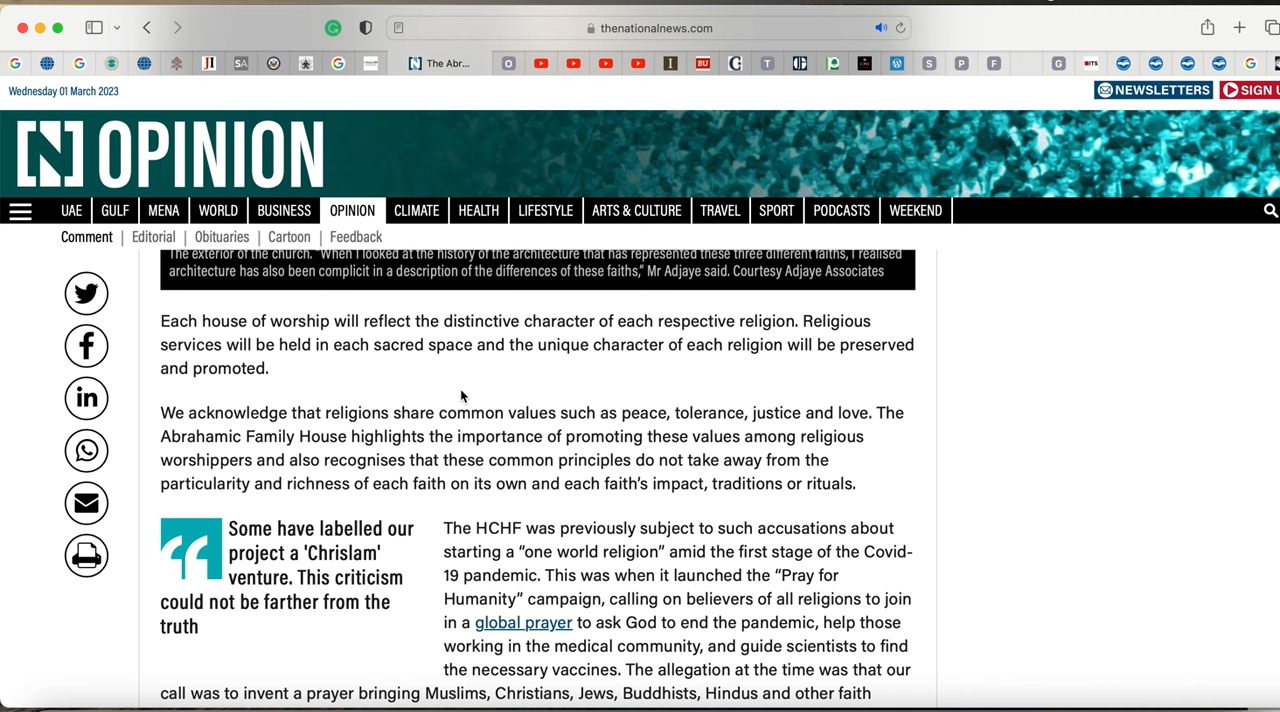 thenationalnews.com
The Abr...
Wednesday 01 March 2023
NEWSLETTERS
SIGN U
OPINION
UAE GULF MENA WORLD BUSINESS OPINION CLIMATE HEALTH LIFESTYLE ARTS & CULTURE TRAVEL SPORT PODCASTS WEEKEND
Comment | Editorial | Obituaries | Cartoon | Feedback
The exterior of the church. "When I looked at the history of the architecture that has represented these three different faiths, I realised
architecture has also been complicit in a description of the differences of these faiths," Mr Adjaye said. Courtesy Adjaye Associates
Each house of worship will reflect the distinctive character of each respective religion. Religious
services will be held in each sacred space and the unique character of each religion will be preserved
and promoted.
We acknowledge that religions share common values such as peace, tolerance, justice and love. The
Abrahamic Family House highlights the importance of promoting these values among religious
worshippers and also recognises that these common principles do not take away from the
particularity and richness of each faith on its own and each faith's impact, traditions or rituals.
Some have labelled our
project a 'Chrislam'
venture. This criticism
could not be farther from the
truth
The HCHF was previously subject to such accusations about
starting a "one world religion" amid the first stage of the Covid-
19 pandemic. This was when it launched the "Pray for
Humanity" campaign, calling on believers of all religions to join
in a global prayer to ask God to end the pandemic, help those
working in the medical community, and guide scientists to find
the necessary vaccines. The allegation at the time was that our
call was to invent a prayer bringing Muslims, Christians, Jews, Buddhists, Hindus and other faith